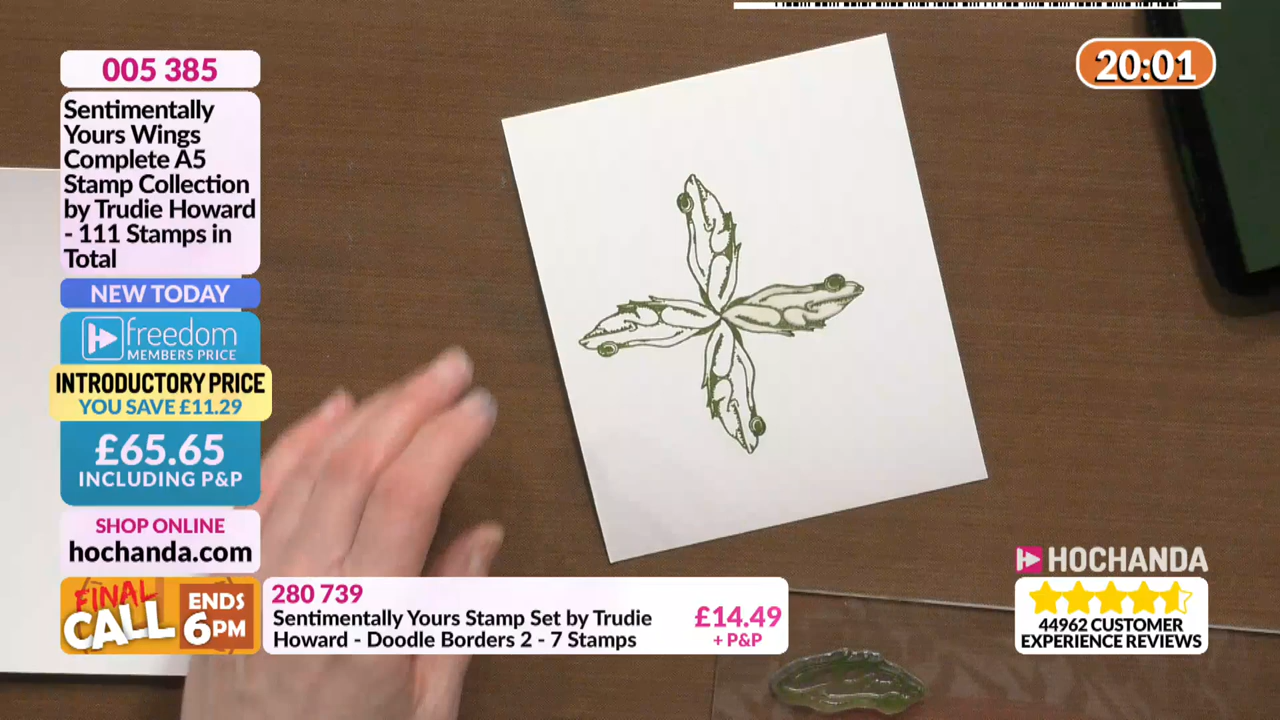 005 385
Sentimentally
Yours Wings
Complete A5
Stamp Collection
by Trudie Howard
- 111 Stamps in
Total
NEW TODAY
freedom
MEMBERS PRICE
INTRODUCTORY PRICE
YOU SAVE £11.29
£65.65
INCLUDING P&P
SHOP ONLINE
hochanda.com
FINAL
CALL
ENDS
6PM
280 739
Sentimentally Yours Stamp Set by Trudie
Howard - Doodle Borders 2 - 7 Stamps
£14.49
+ P&P
20:01
HOCHANDA
44962 CUSTOMER
EXPERIENCE REVIEWS